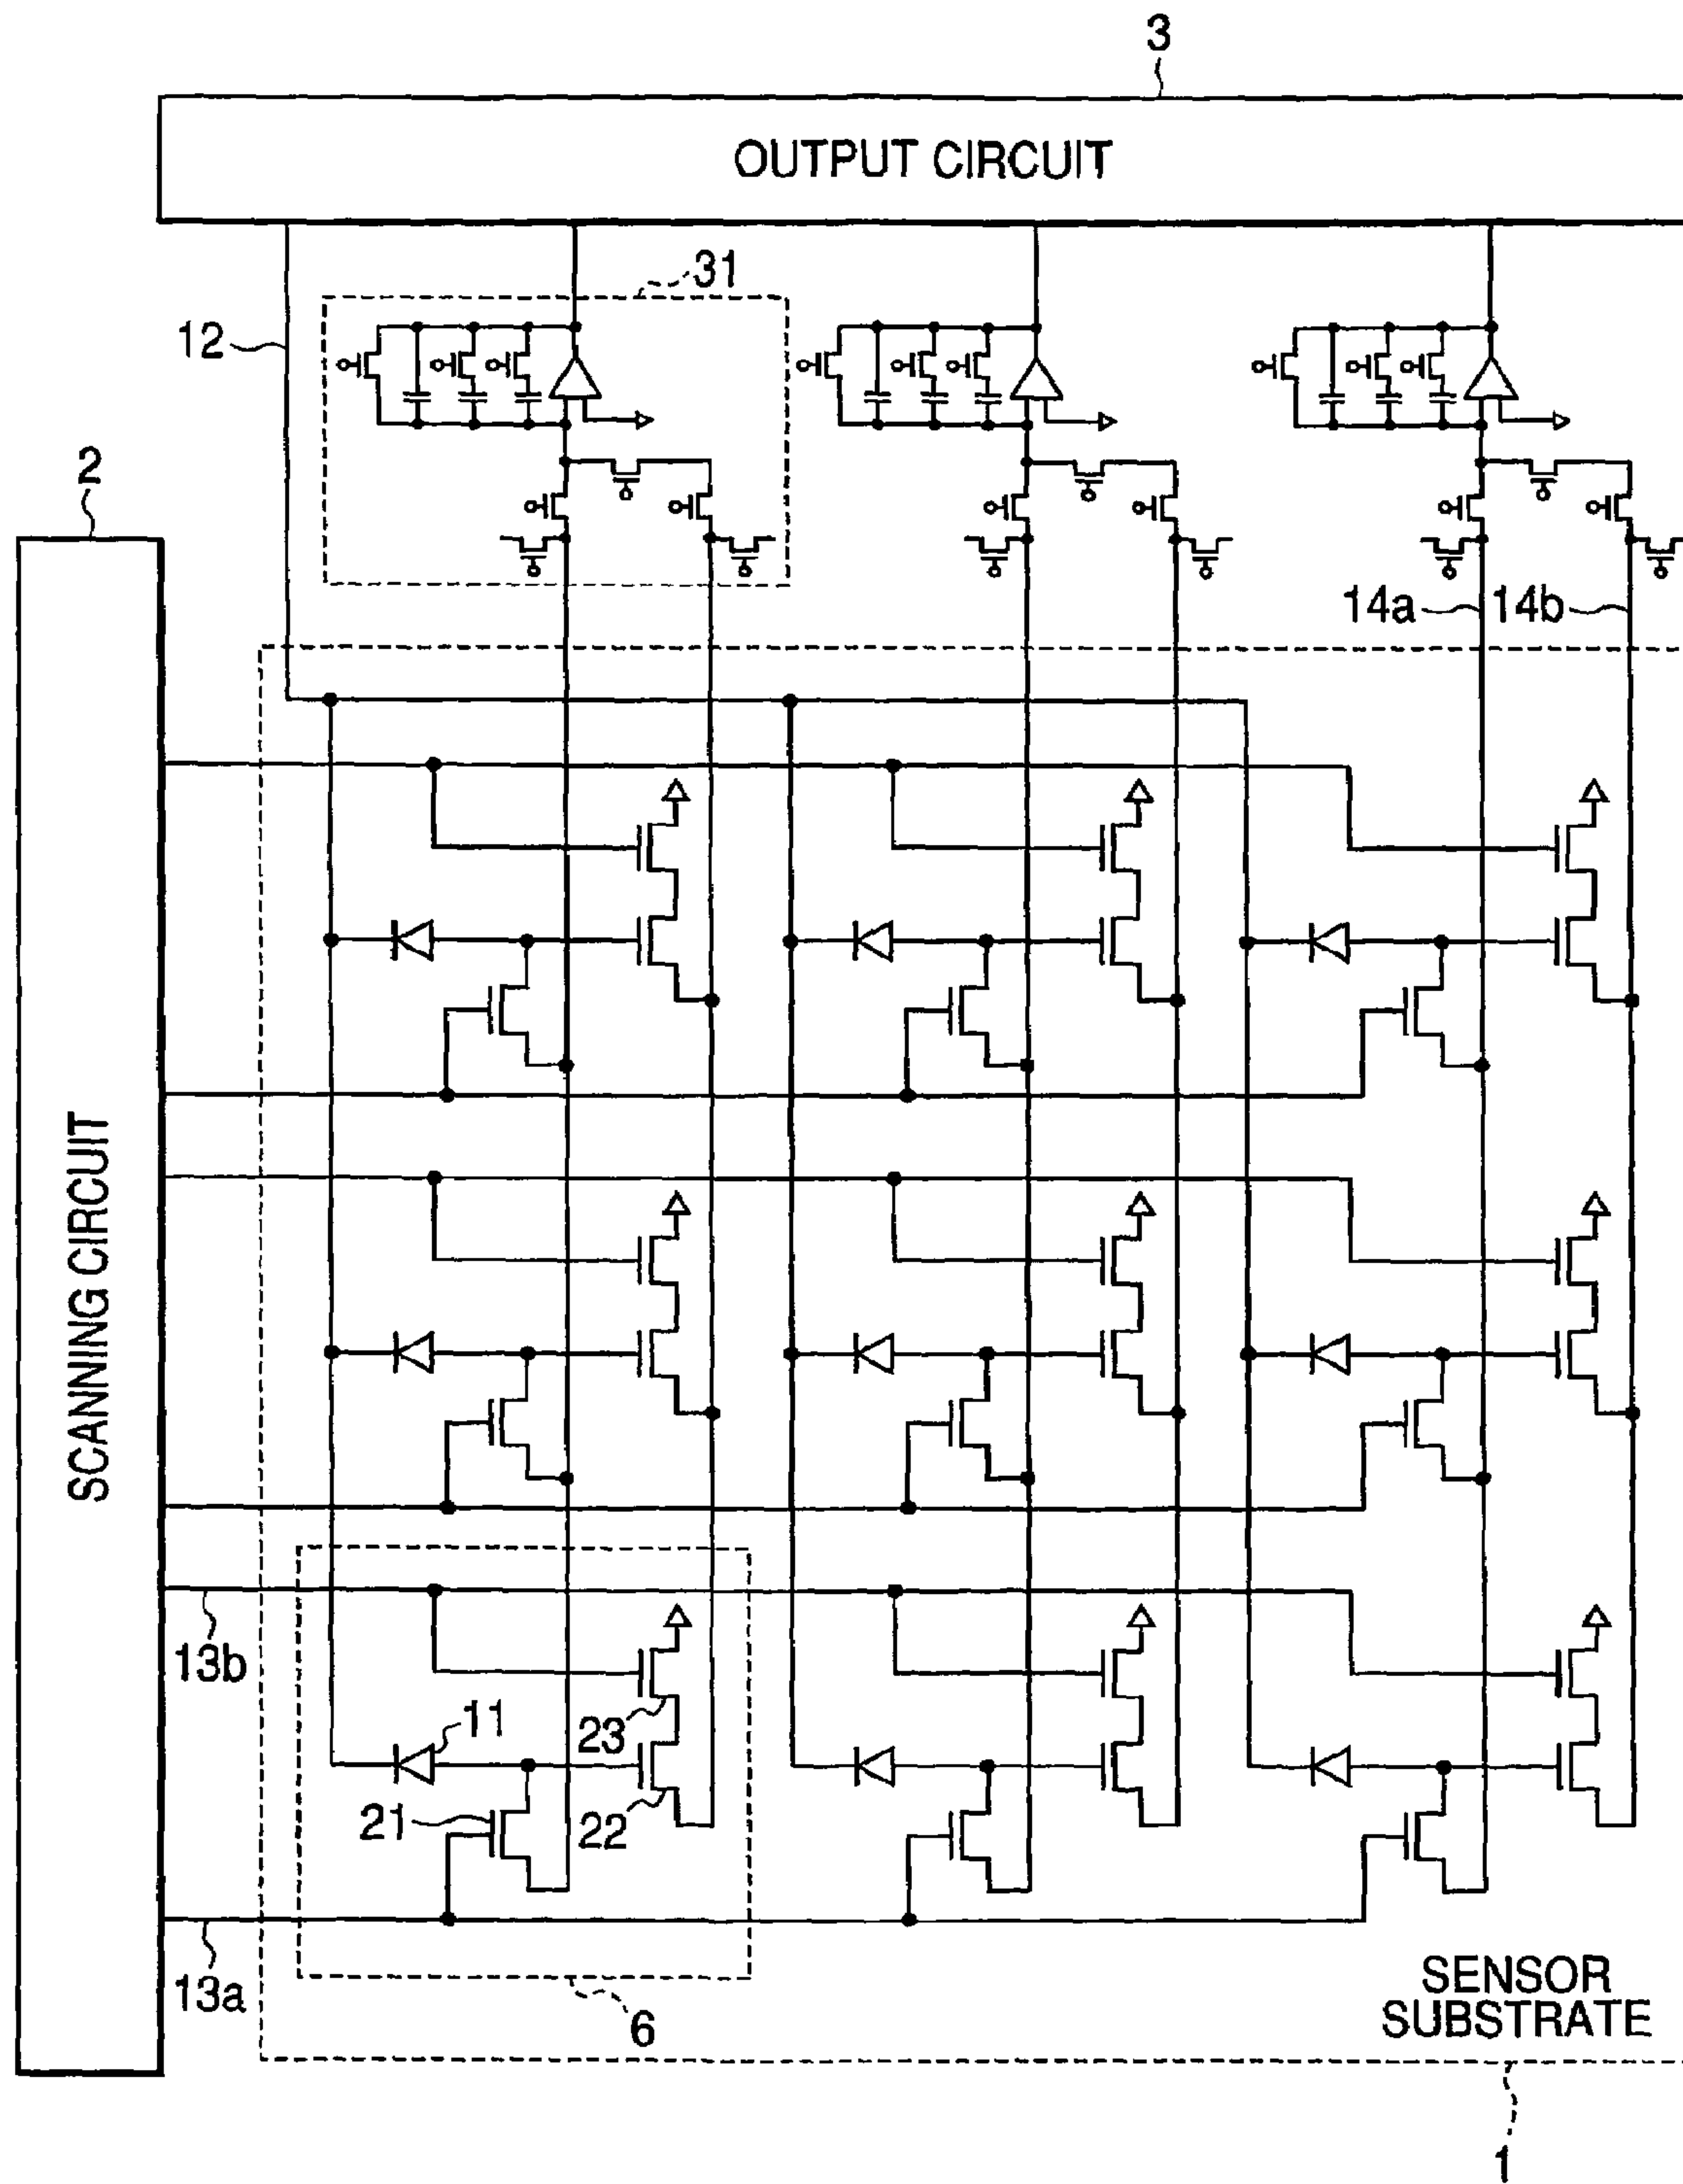 3
OUTPUT CIRCUIT
31
12
2
14a
14b
SCANNING CIRCUIT
13b
11
23
21
22
13a
6
SENSOR
SUBSTRATE
1